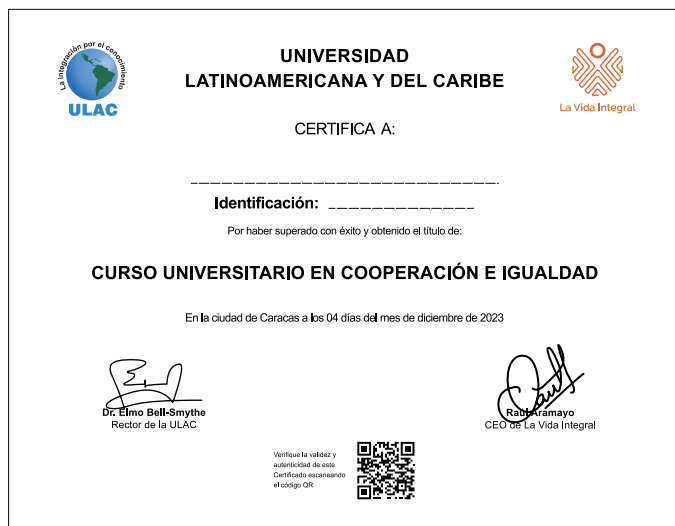 La integración por el conocimiento
ULAC
UNIVERSIDAD
LATINOAMERICANA Y DEL CARIBE
La Vida Integral
CERTIFICA A:
Identificación:
Por haber superado con éxito y obtenido el título de:
CURSO UNIVERSITARIO EN COOPERACIÓN E IGUALDAD
En la ciudad de Caracas a los 04 días del mes de diciembre de 2023
Dr. Elmo Bell-Smythe
Rector de la ULAC
Raúl Aramayo
CEO de La Vida Integral
Verifique la validez y
autenticidad de este
Certificado escaneando
el código QR